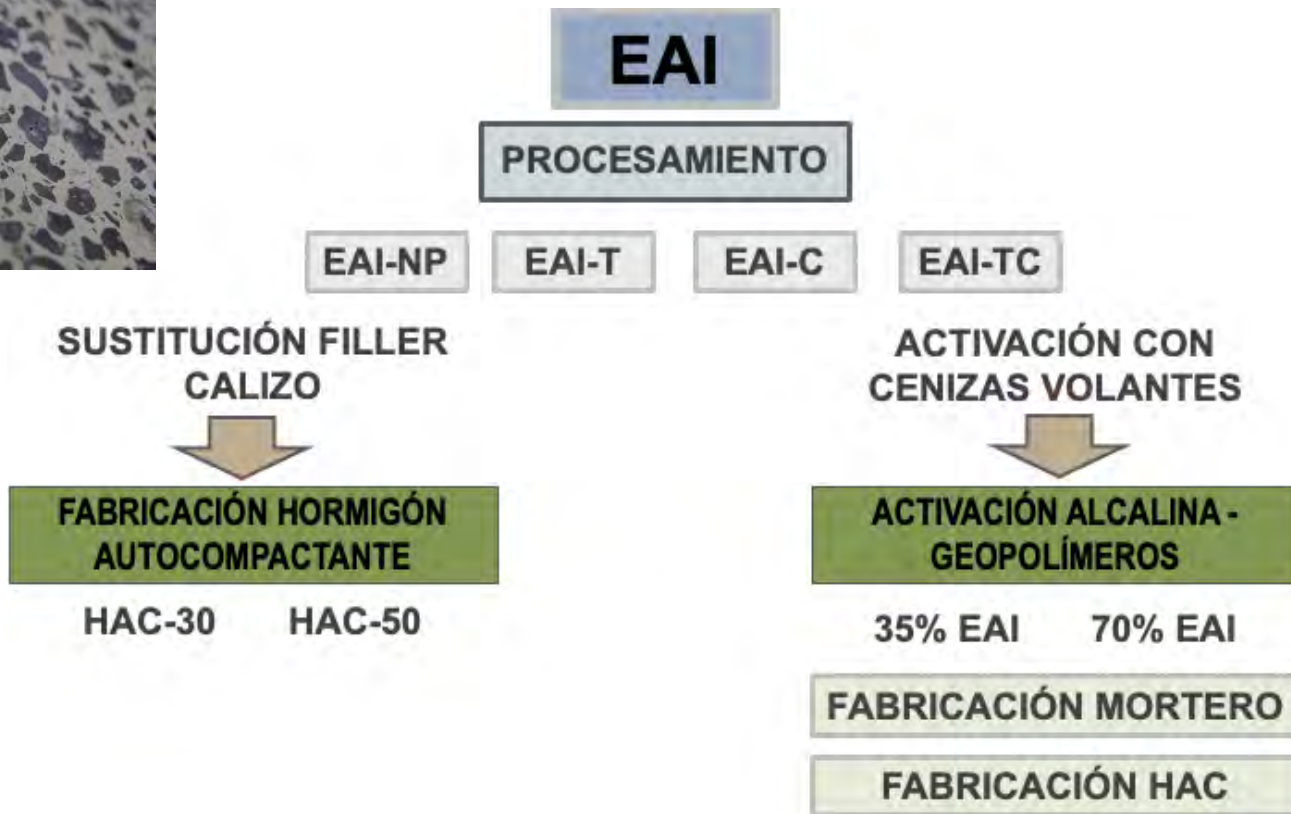 EAI
PROCESAMIENTO
EAI-NP EAI-T EAI-C EAI-TC
SUSTITUCIÓN FILLER
CALIZO
FABRICACIÓN HORMIGÓN
AUTOCOMPACTANTE
HAC-30 HAC-50
ACTIVACIÓN CON
CENIZAS VOLANTES
ACTIVACIÓN ALCALINA -
GEOPOLÍMEROS
35% EAI 70% EAI
FABRICACIÓN MORTERO
FABRICACIÓN HAC